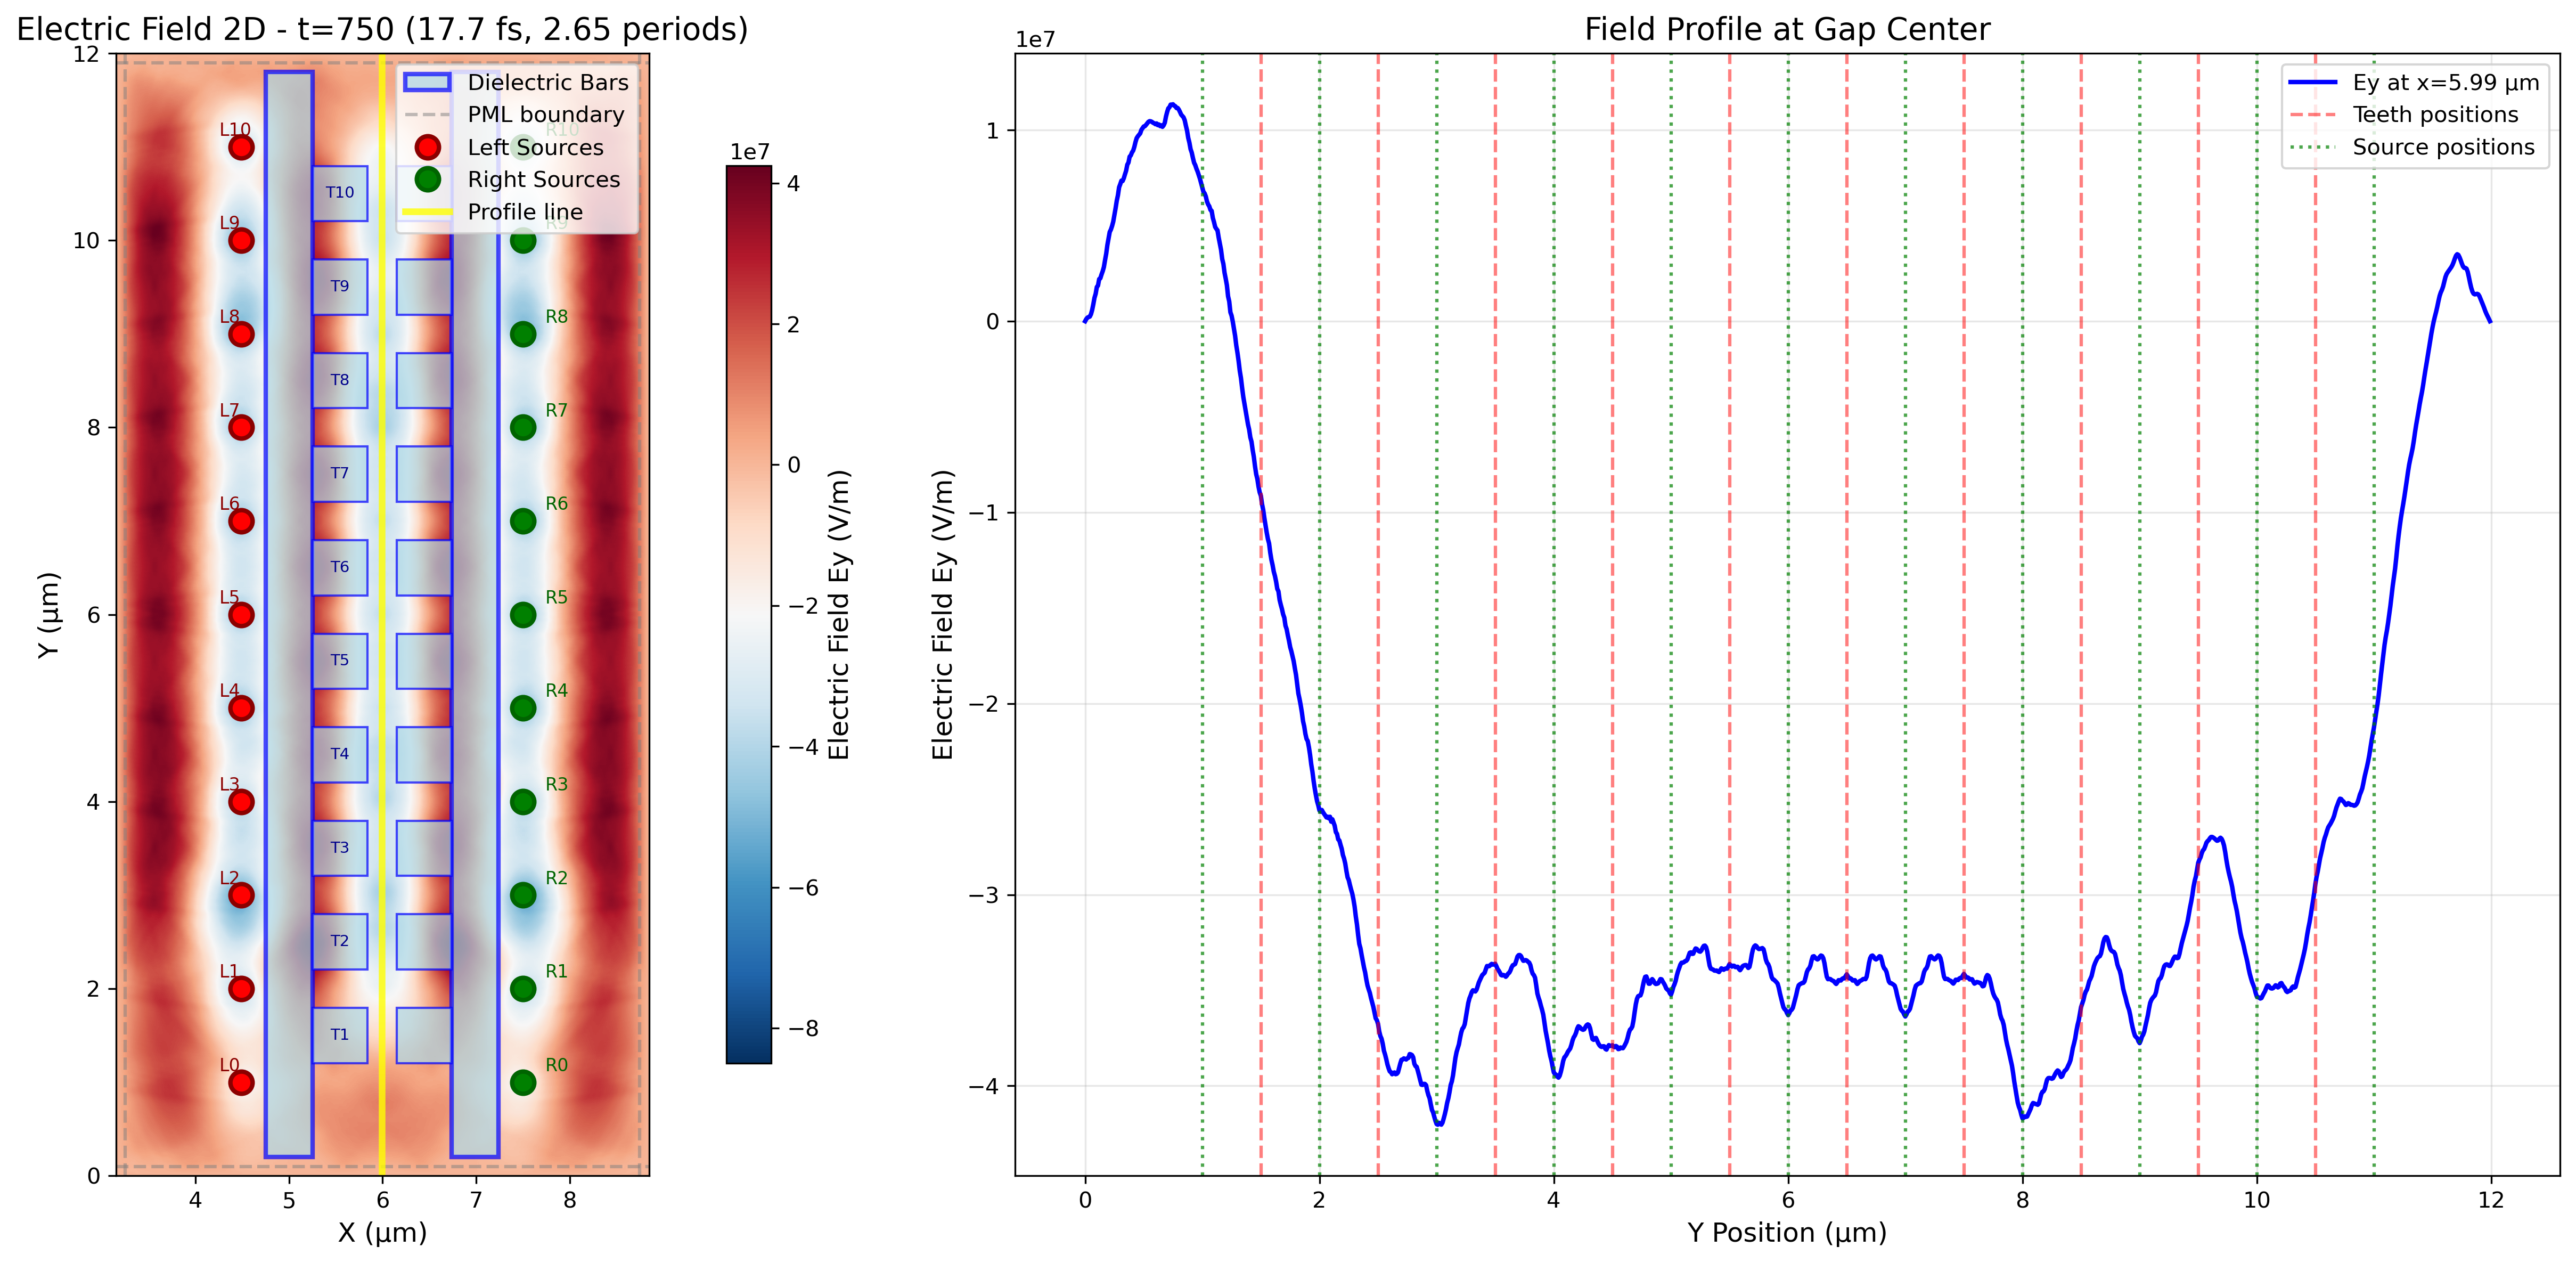 Electric Field 2D - t=750 (17.7 fs, 2.65 periods)
Dielectric Bars
PML boundary
Left Sources
Right Sources
Profile line
L10
L9
L8
L7
L6
L5
L4
L3
L2
L1
L0
T10
T9
T8
T7
T6
T5
T4
T3
T2
T1
R10
R9
R8
R7
R6
R5
R4
R3
R2
R1
R0
12
10
8
6
4
2
0
Y (μm)
4 5 6 7 8
X (μm)
1e7
4
2
0
−2
−4
−6
−8
Electric Field Ey (V/m)
Field Profile at Gap Center
1e7
Ey at x=5.99 μm
Teeth positions
Source positions
1
0
−1
−2
−3
−4
Electric Field Ey (V/m)
0 2 4 6 8 10 12
Y Position (μm)